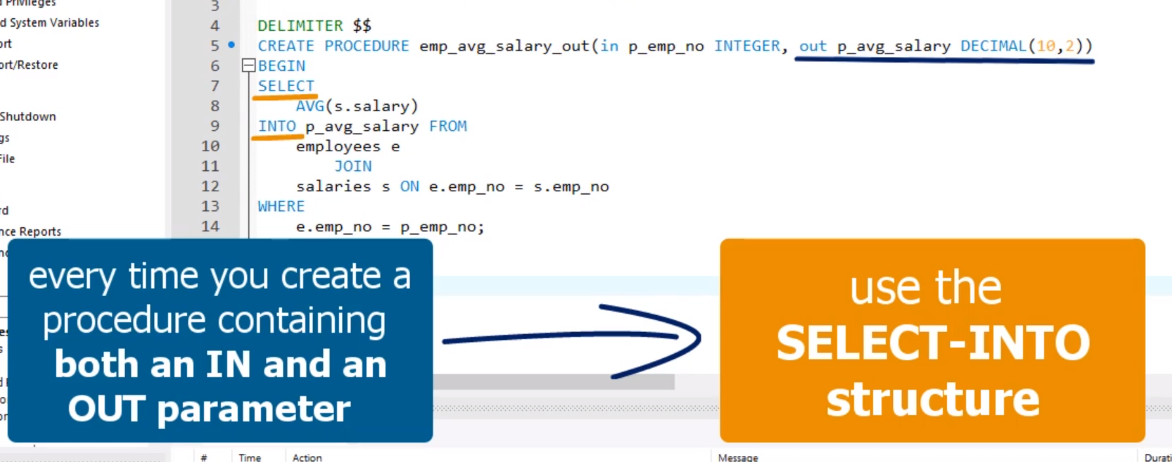 Privileges
d System Variables
ort
ort/Restore
Shutdown
gs
File
rd
nce Reports
3
4 DELIMITER $$
5 CREATE PROCEDURE emp_avg_salary_out(in p_emp_no INTEGER, out p_avg_salary DECIMAL(10,2))
6 BEGIN
7 SELECT
8 AVG(s.salary)
9 INTO p_avg_salary FROM
10 employees e
11 JOIN
12 salaries s ON e.emp_no = s.emp_no
13 WHERE
14 e.emp_no = p_emp_no;
every time you create a
procedure containing
both an IN and an
OUT parameter
use the
SELECT-INTO
structure
# Time Action Message Durati